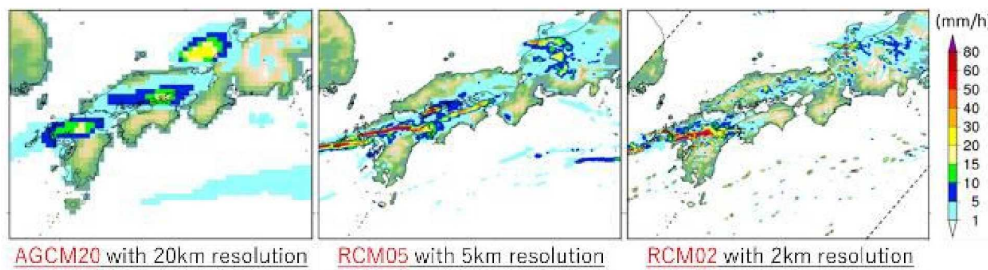 (mm/h)
80
60
50
40
30
20
15
10
5
1
AGCM20 with 20km resolution
RCM05 with 5km resolution
RCM02 with 2km resolution